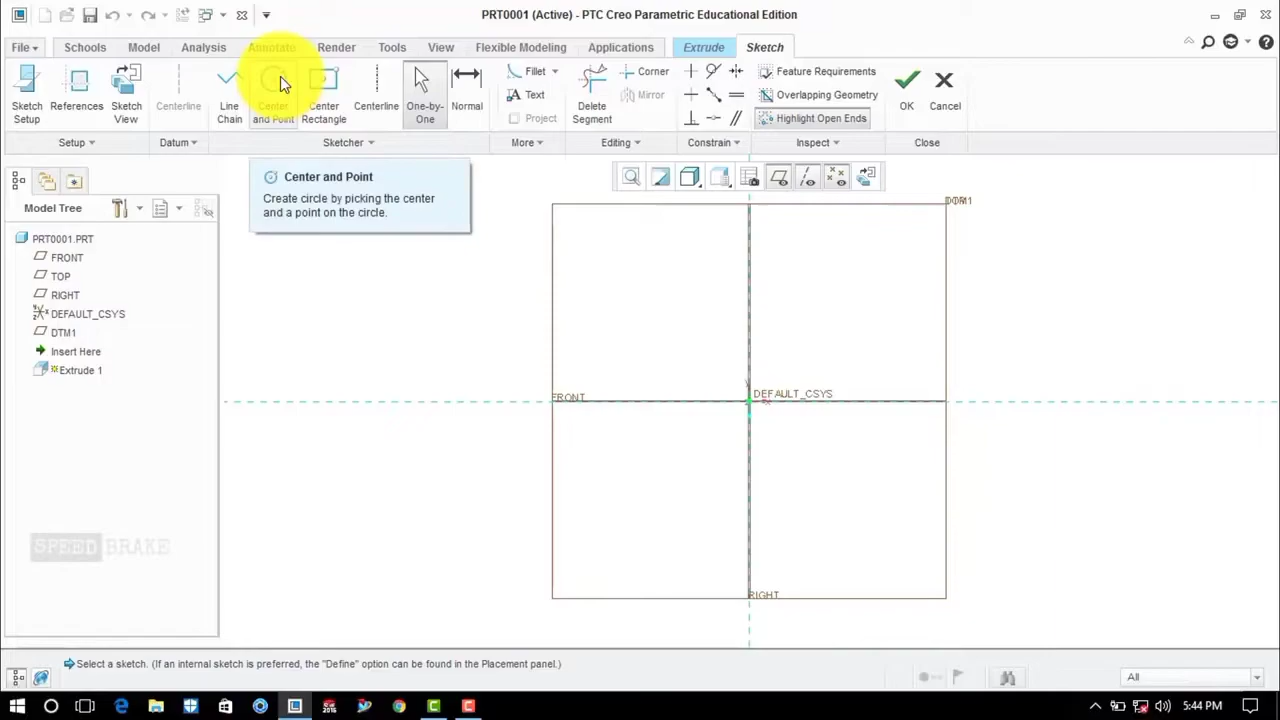 PRT0001 (Active) - PTC Creo Parametric Educational Edition
File
Schools
Model
Analysis
Annotate
Render
Tools
View
Flexible Modeling
Applications
Extrude
Sketch
Sketch
Setup
References
Sketch
View
Centerline
Line
Chain
Center
and Point
Center
Rectangle
Centerline
One-by-
One
Normal
Fillet
Text
Project
Corner
Mirror
Delete
Segment
Feature Requirements
Overlapping Geometry
Highlight Open Ends
OK
Cancel
Setup
Datum
Sketcher
More
Editing
Constrain
Inspect
Close
Center and Point
Create circle by picking the center
and a point on the circle.
Model Tree
PRT0001.PRT
FRONT
TOP
RIGHT
DEFAULT_CSYS
DTM1
Insert Here
Extrude 1
DEFAULT_CSYS
FRONT
RIGHT
SPEED BRAKE
Select a sketch. (If an internal sketch is preferred, the "Define" option can be found in the Placement panel.)
All
5:44 PM